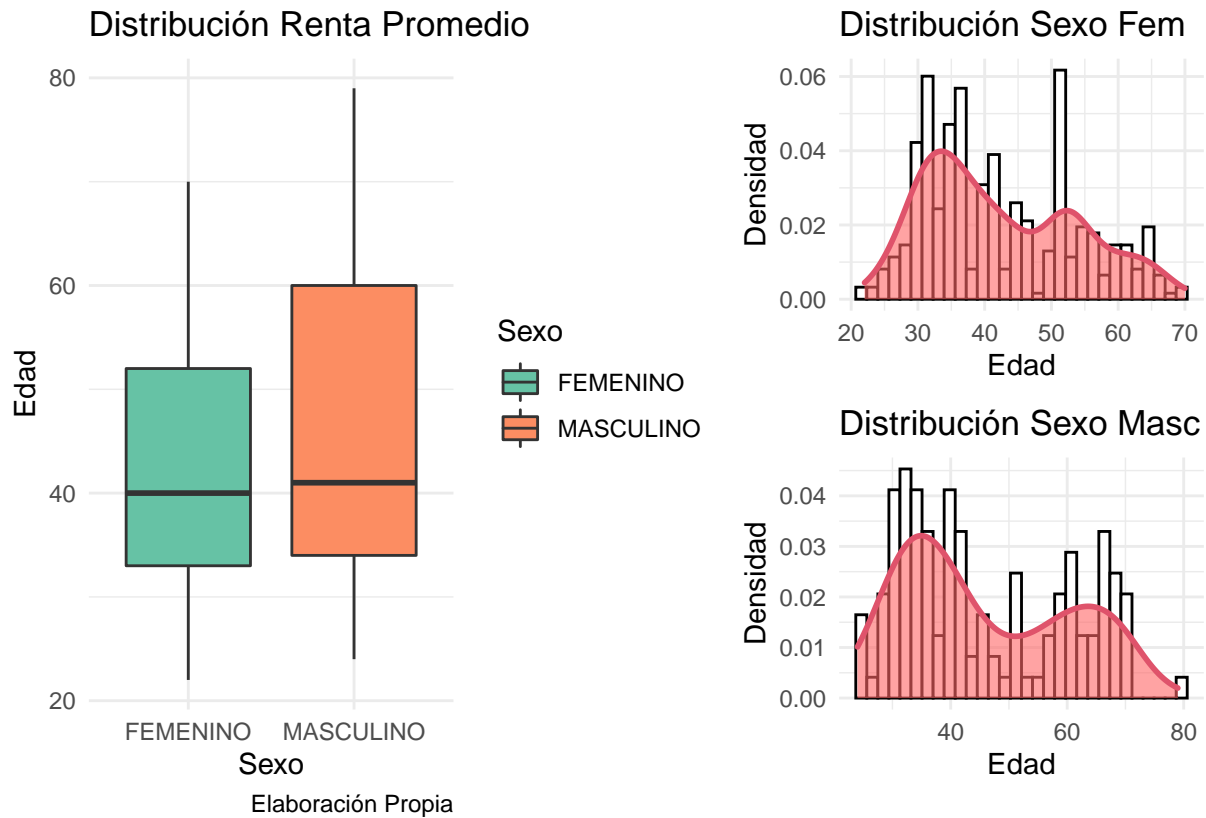 Distribución Renta Promedio
80
60
40
20
Edad
FEMENINO MASCULINO
Sexo
Elaboración Propia
Sexo
FEMENINO
MASCULINO
Distribución Sexo Fem
0.06
0.04
0.02
0.00
Densidad
20 30 40 50 60 70
Edad
Distribución Sexo Masc
0.04
0.03
0.02
0.01
0.00
Densidad
40 60 80
Edad